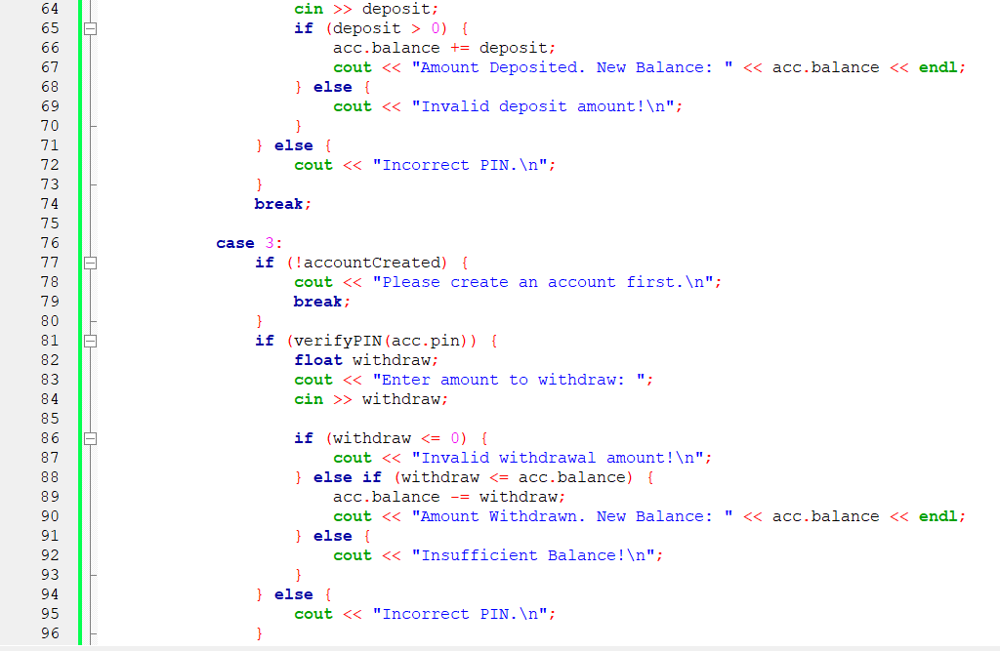 64                         cin >> deposit;
65                         if (deposit > 0) {
66                             acc.balance += deposit;
67                             cout << "Amount Deposited. New Balance: " << acc.balance << endl;
68                         } else {
69                             cout << "Invalid deposit amount!\n";
70                         }
71                     } else {
72                         cout << "Incorrect PIN.\n";
73                     }
74                     break;
75
76                 case 3:
77                     if (!accountCreated) {
78                         cout << "Please create an account first.\n";
79                         break;
80                     }
81                     if (verifyPIN(acc.pin)) {
82                         float withdraw;
83                         cout << "Enter amount to withdraw: ";
84                         cin >> withdraw;
85
86                         if (withdraw <= 0) {
87                             cout << "Invalid withdrawal amount!\n";
88                         } else if (withdraw <= acc.balance) {
89                             acc.balance -= withdraw;
90                             cout << "Amount Withdrawn. New Balance: " << acc.balance << endl;
91                         } else {
92                             cout << "Insufficient Balance!\n";
93                         }
94                     } else {
95                         cout << "Incorrect PIN.\n";
96                     }